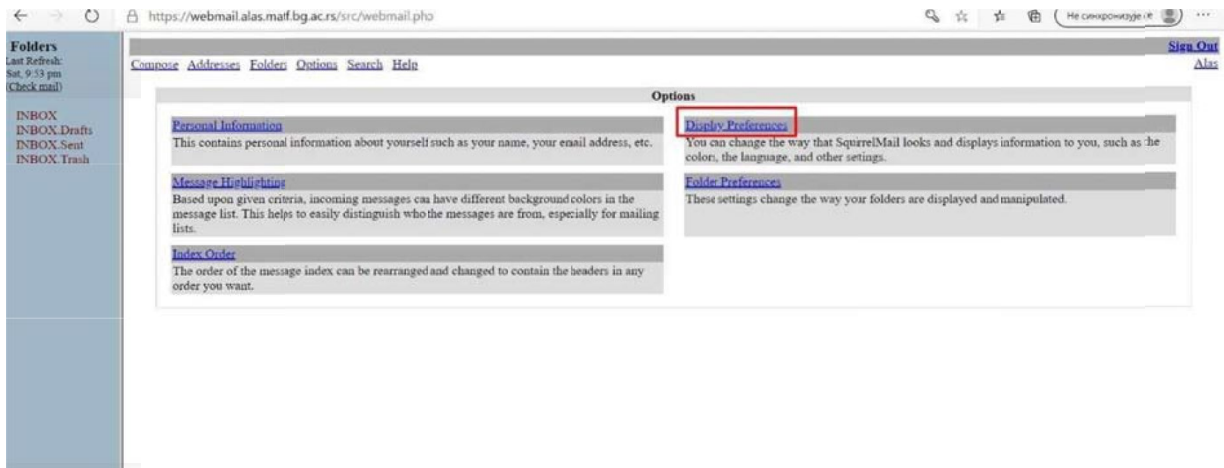 https://webmail.alas.matf.bg.ac.rs/src/webmail.php
Не синхронизује се
Folders
Last Refresh:
Sat, 9:53 pm
(Check mail)
INBOX
INBOX.Drafts
INBOX.Sent
INBOX.Trash
Sign Out
Compose Addresses Folders Options Search Help
Alas
Options
Personal Information
This contains personal information about yourself such as your name, your email address, etc.
Display Preferences
You can change the way that SquirrelMail looks and displays information to you, such as the
colors, the language, and other settings.
Message Highlighting
Based upon given criteria, incoming messages can have different background colors in the
message list. This helps to easily distinguish who the messages are from, especially for mailing
lists.
Folder Preferences
These settings change the way your folders are displayed and manipulated.
Index Order
The order of the message index can be rearranged and changed to contain the headers in any
order you want.